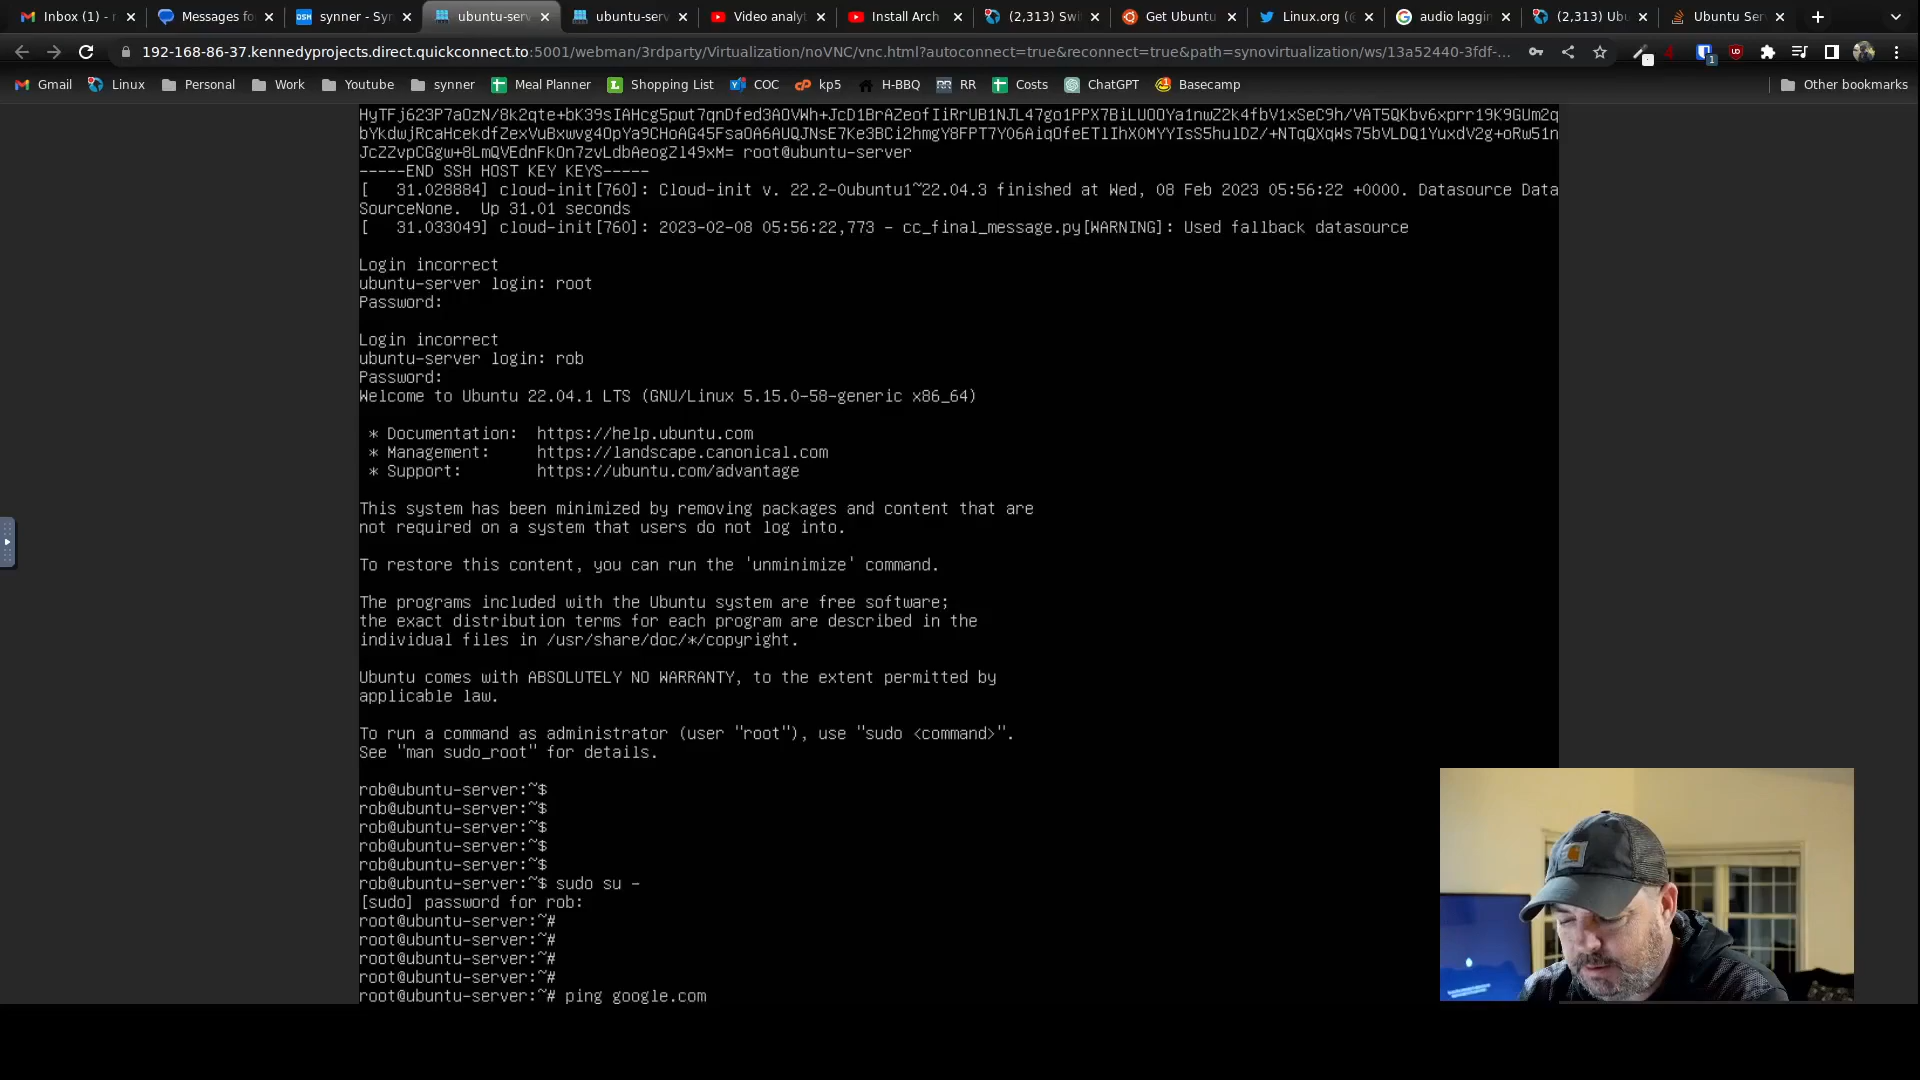 Inbox (1) - r
Messages fo
synner - Syn
ubuntu-serv
ubuntu-serv
Video analyt
Install Arch
(2,313) Swi
Get Ubuntu
Linux.org (@
audio laggin
(2,313) Ubu
Ubuntu Serv
192-168-86-37.kennedyprojects.direct.quickconnect.to:5001/webman/3rdparty/Virtualization/noVNC/vnc.html?autoconnect=true&reconnect=true&path=synovirtualization/ws/13a52440-3fdf-...
Gmail
Linux
Personal
Work
Youtube
synner
Meal Planner
Shopping List
COC
kp5
H-BBQ
RR
Costs
ChatGPT
Basecamp
Other bookmarks
-----END SSH HOST KEY KEYS-----
[   31.028884] cloud-init[760]: Cloud-init v. 22.2-0ubuntu1~22.04.3 finished at Wed, 08 Feb 2023 05:56:22 +0000. Datasource Data
SourceNone.  Up 31.01 seconds
[   31.033049] cloud-init[760]: 2023-02-08 05:56:22,773 - cc_final_message.py[WARNING]: Used fallback datasource
Login incorrect
ubuntu-server login: root
Password:
Login incorrect
ubuntu-server login: rob
Password:
Welcome to Ubuntu 22.04.1 LTS (GNU/Linux 5.15.0-58-generic x86_64)
* Documentation:  https://help.ubuntu.com
* Management:     https://landscape.canonical.com
* Support:        https://ubuntu.com/advantage
This system has been minimized by removing packages and content that are
not required on a system that users do not log into.
To restore this content, you can run the 'unminimize' command.
The programs included with the Ubuntu system are free software;
the exact distribution terms for each program are described in the
individual files in /usr/share/doc/*/copyright.
Ubuntu comes with ABSOLUTELY NO WARRANTY, to the extent permitted by
applicable law.
To run a command as administrator (user "root"), use "sudo <command>".
See "man sudo_root" for details.
rob@ubuntu-server:~$
rob@ubuntu-server:~$
rob@ubuntu-server:~$
rob@ubuntu-server:~$
rob@ubuntu-server:~$
rob@ubuntu-server:~$ sudo su -
[sudo] password for rob:
root@ubuntu-server:~#
root@ubuntu-server:~#
root@ubuntu-server:~#
root@ubuntu-server:~#
root@ubuntu-server:~# ping google.com